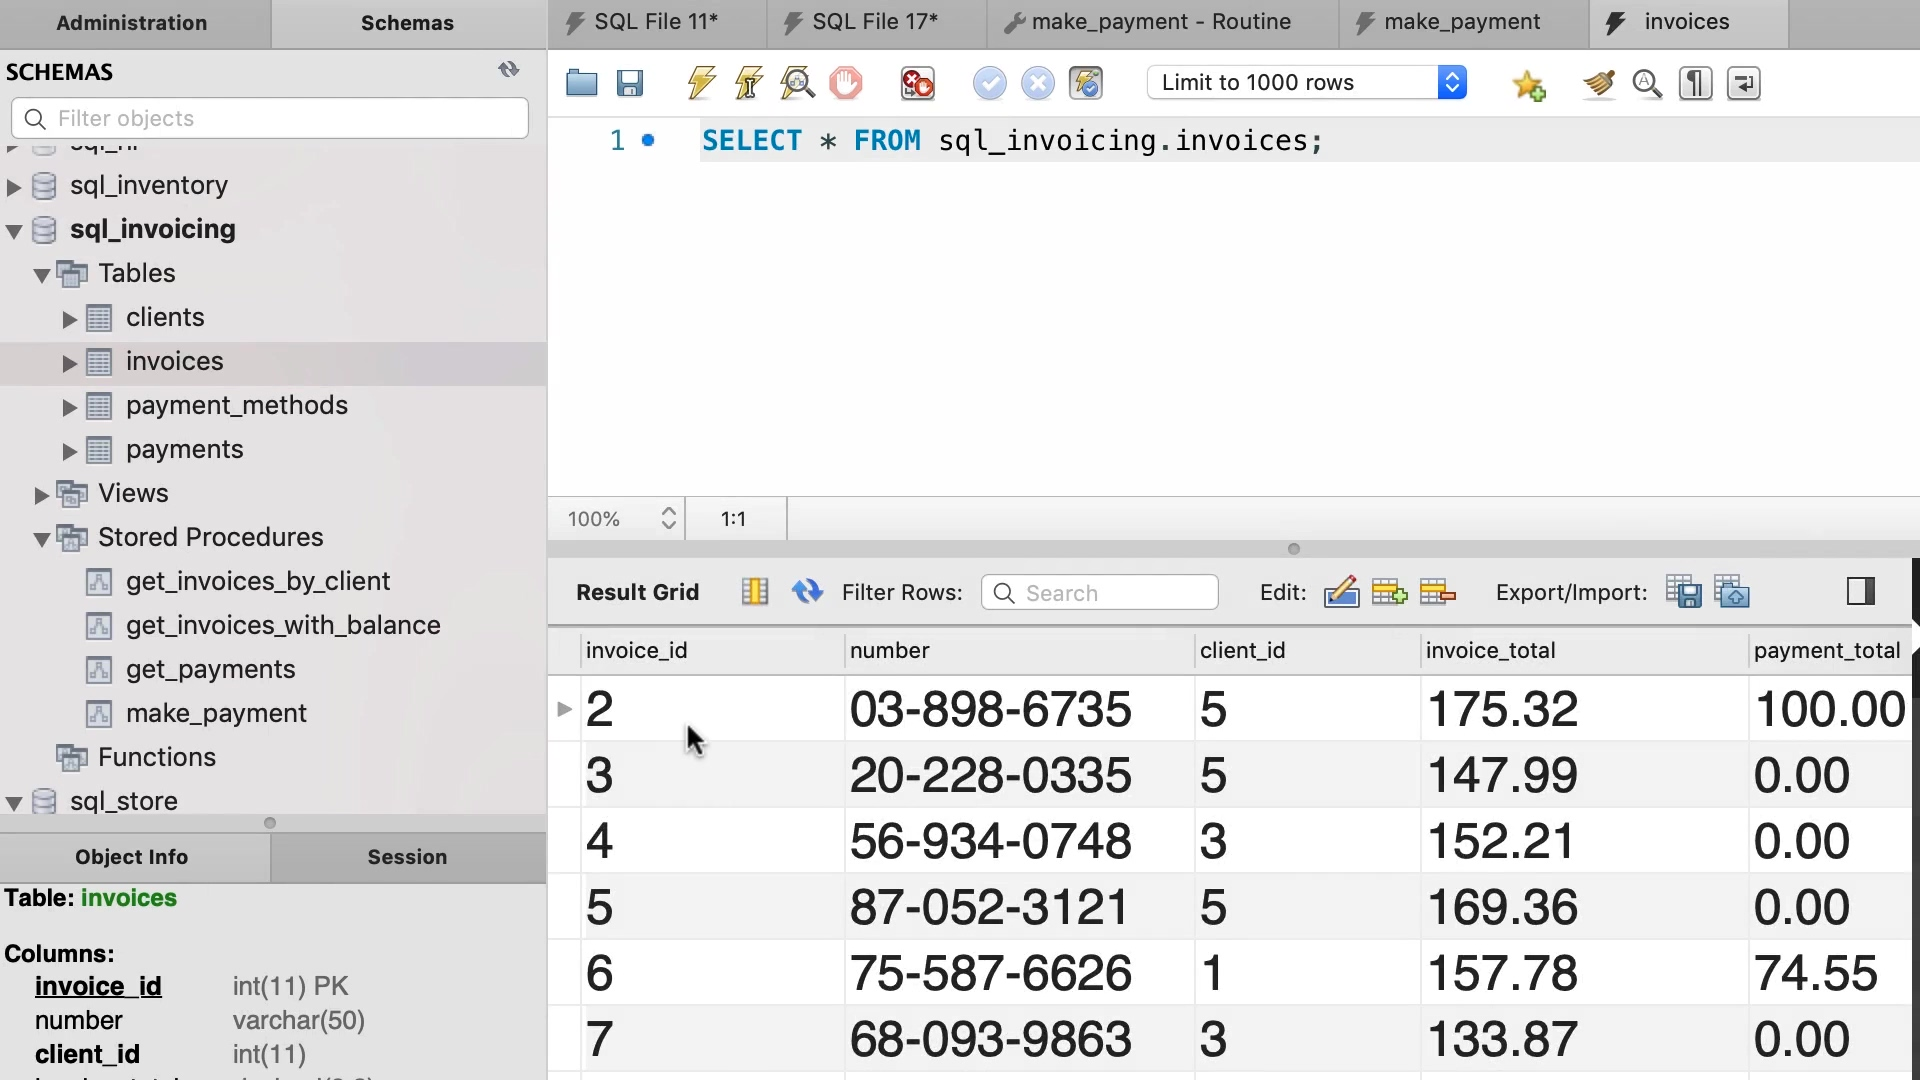 Administration
Schemas
SQL File 11*
SQL File 17*
make_payment - Routine
make_payment
invoices
SCHEMAS
Filter objects
sql_inventory
sql_invoicing
Tables
clients
invoices
payment_methods
payments
Views
Stored Procedures
get_invoices_by_client
get_invoices_with_balance
get_payments
make_payment
Functions
sql_store
Object Info
Session
Table: invoices
Columns:
invoice_id int(11) PK
number varchar(50)
client_id int(11)
Limit to 1000 rows
1 SELECT * FROM sql_invoicing.invoices;
100% 1:1
Result Grid Filter Rows: Search Edit: Export/Import:
invoice_id number client_id invoice_total payment_total
2 03-898-6735 5 175.32 100.00
3 20-228-0335 5 147.99 0.00
4 56-934-0748 3 152.21 0.00
5 87-052-3121 5 169.36 0.00
6 75-587-6626 1 157.78 74.55
7 68-093-9863 3 133.87 0.00